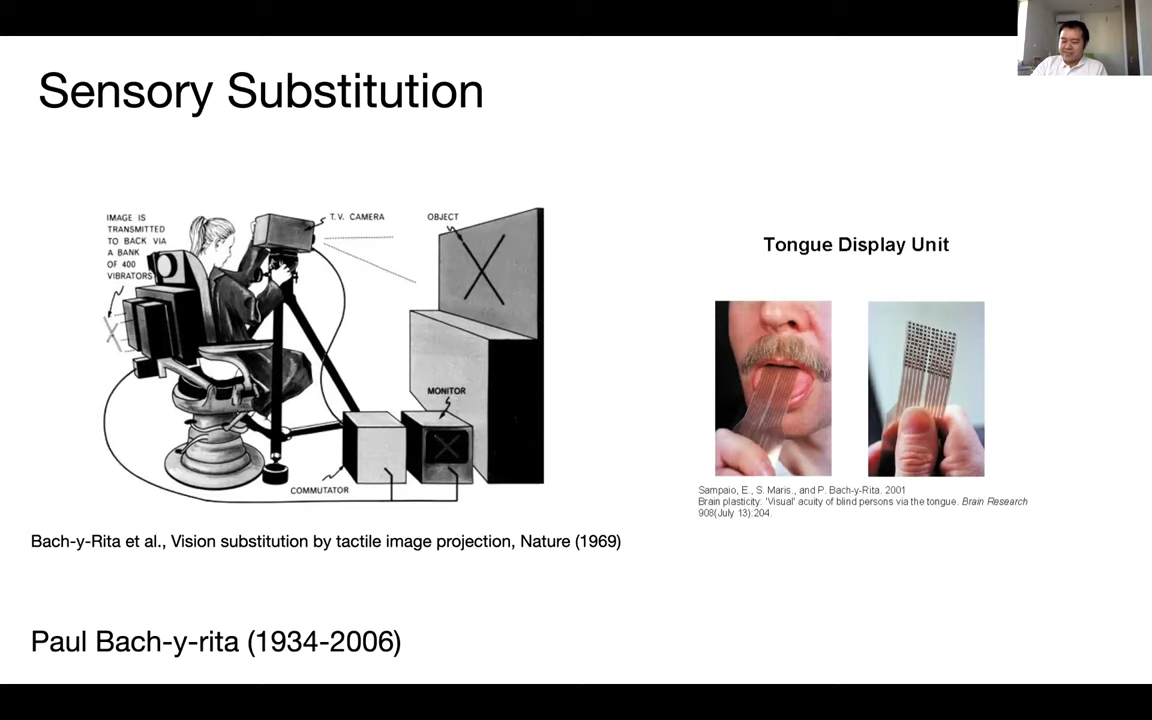 Sensory Substitution
IMAGE IS
TRANSMITTED
TO BACK VIA
A BANK
OF 400
VIBRATORS
T.V. CAMERA
OBJECT
MONITOR
COMMUTATOR
Bach-y-Rita et al., Vision substitution by tactile image projection, Nature (1969)
Tongue Display Unit
Sampaio, E., S. Maris., and P. Bach-y-Rita. 2001
Brain plasticity: 'Visual' acuity of blind persons via the tongue. Brain Research
908(July 13):204.
Paul Bach-y-rita (1934-2006)